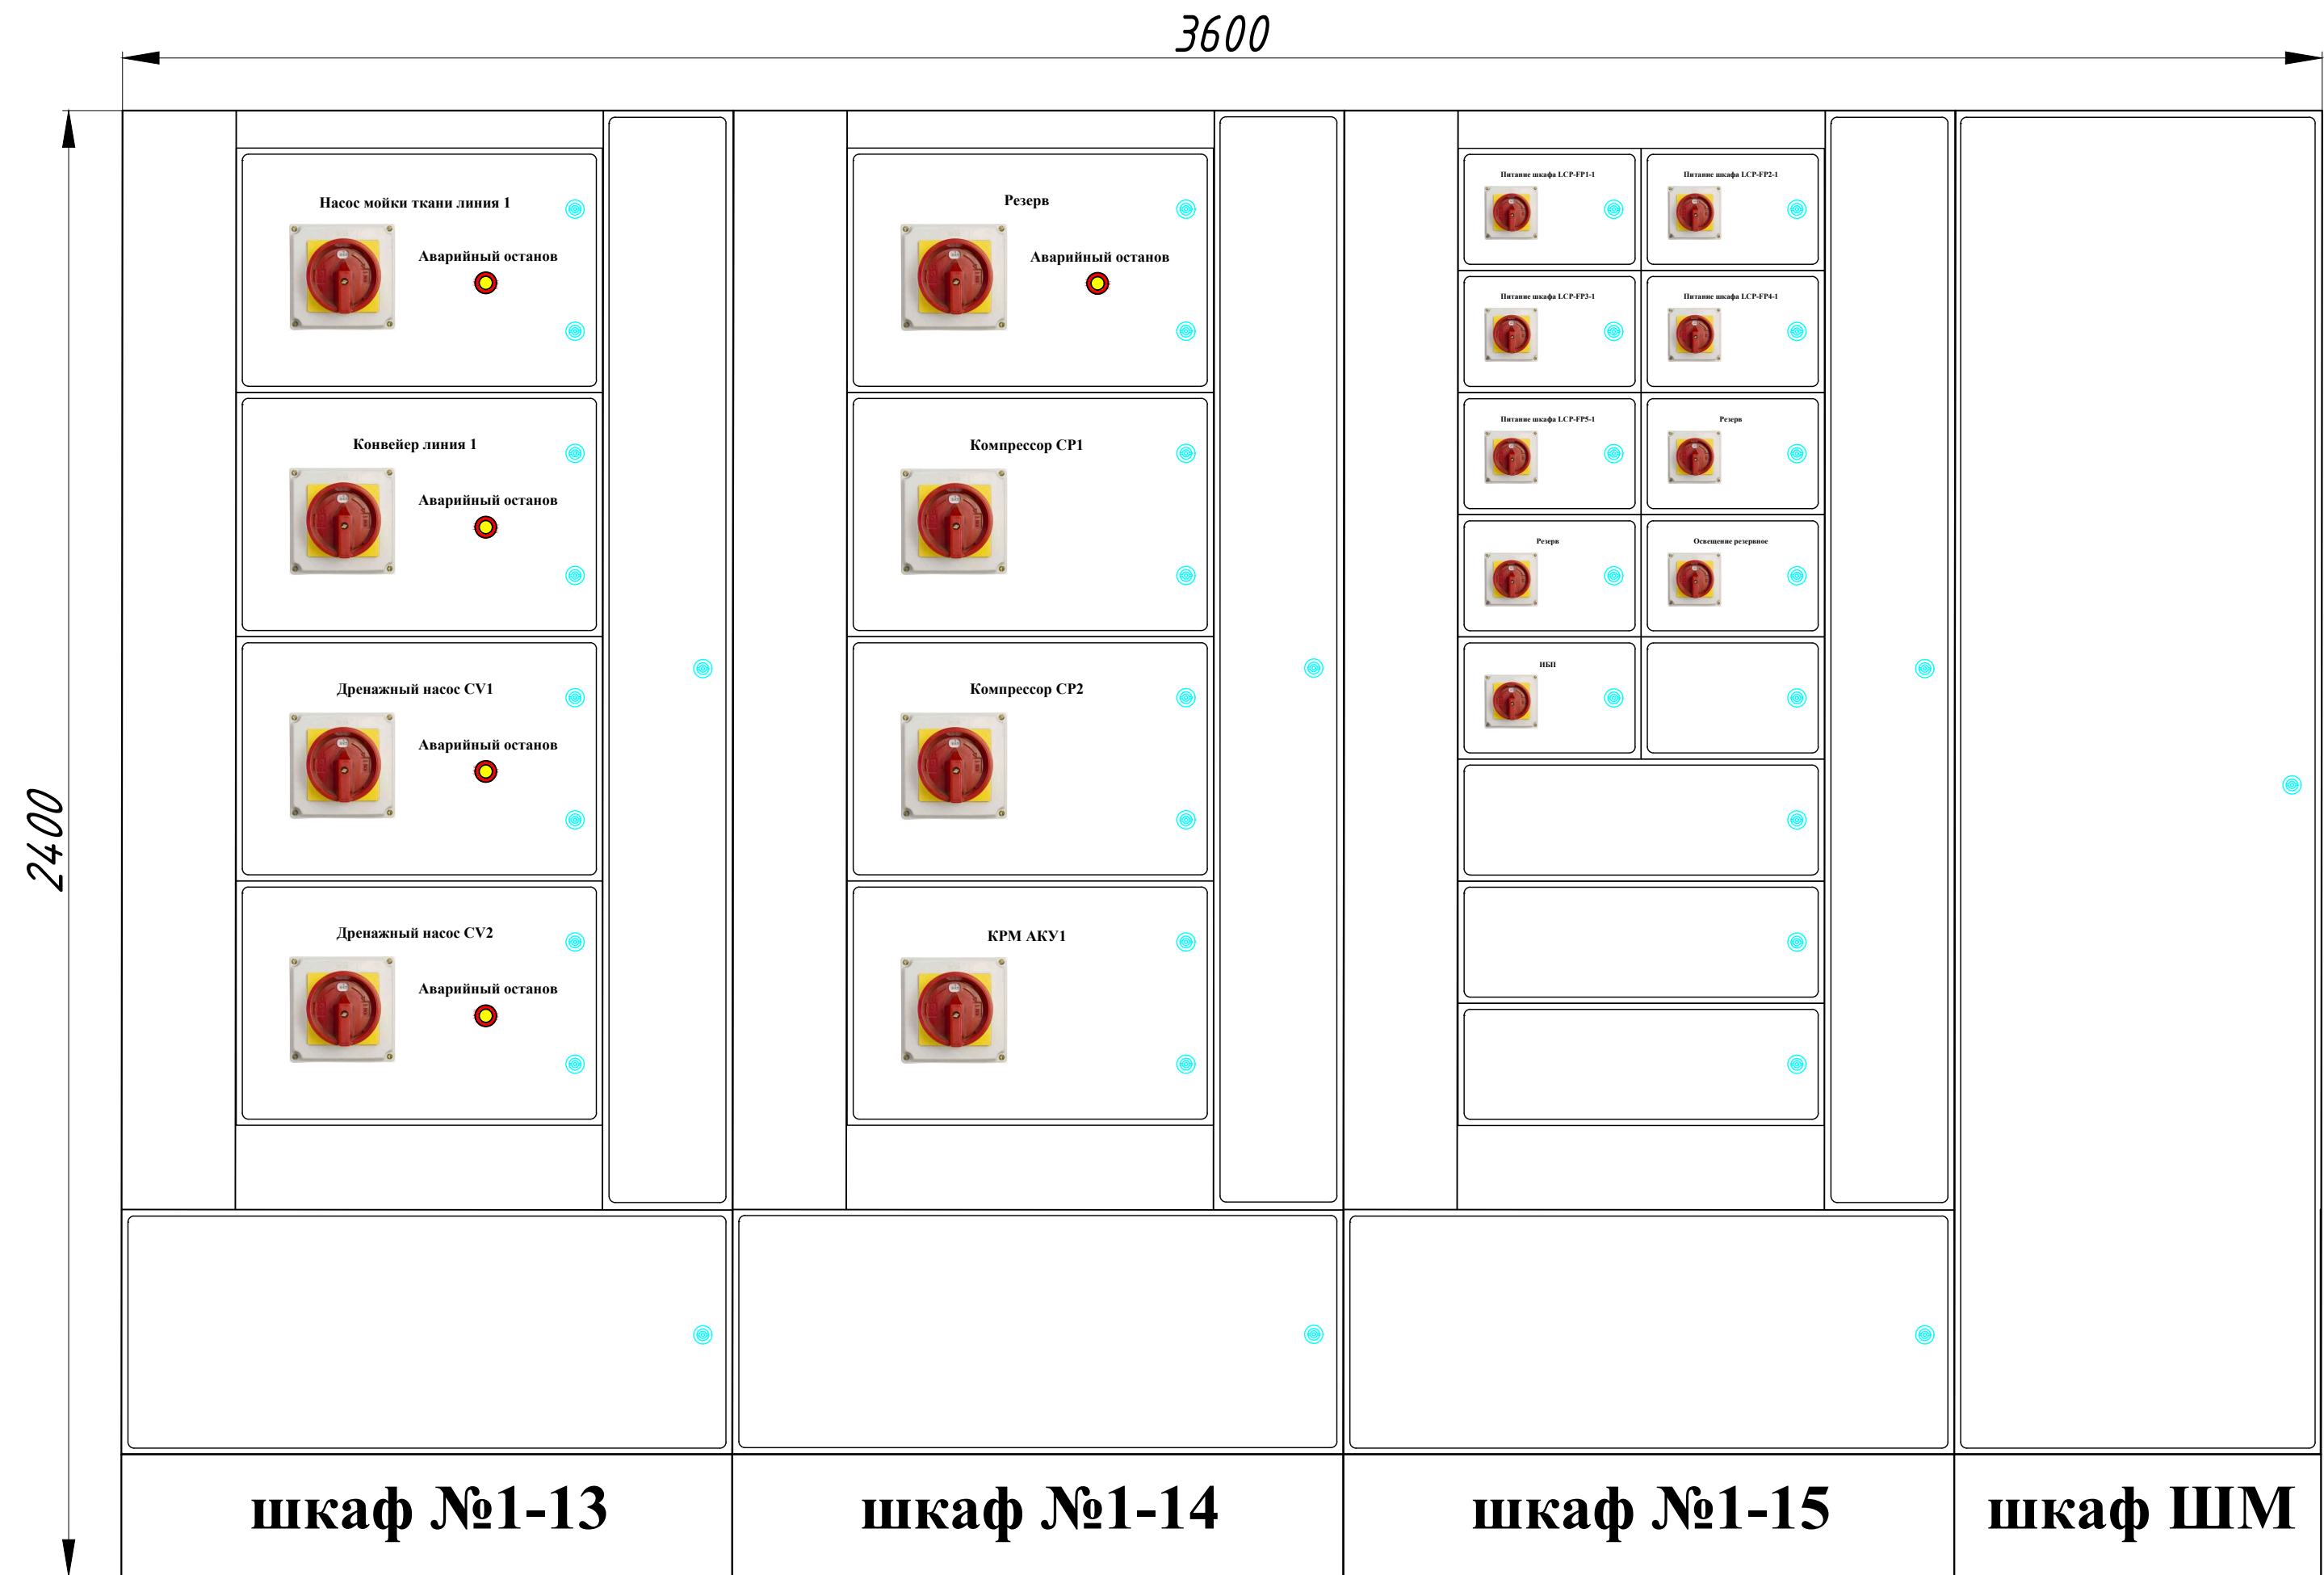 3600
2400
Насос мойки ткани линия 1
Аварийный останов
Конвейер линия 1
Аварийный останов
Дренажный насос CV1
Аварийный останов
Дренажный насос CV2
Аварийный останов
шкаф №1-13
Резерв
Аварийный останов
Компрессор СР1
Компрессор СР2
КРМ АКУ1
шкаф №1-14
Питание шкафа LCP-FP1-1
Питание шкафа LCP-FP2-1
Питание шкафа LCP-FP3-1
Питание шкафа LCP-FP4-1
Питание шкафа LCP-FP5-1
Резерв
Резерв
Освещение резервное
ИБП
шкаф №1-15
шкаф ШМ